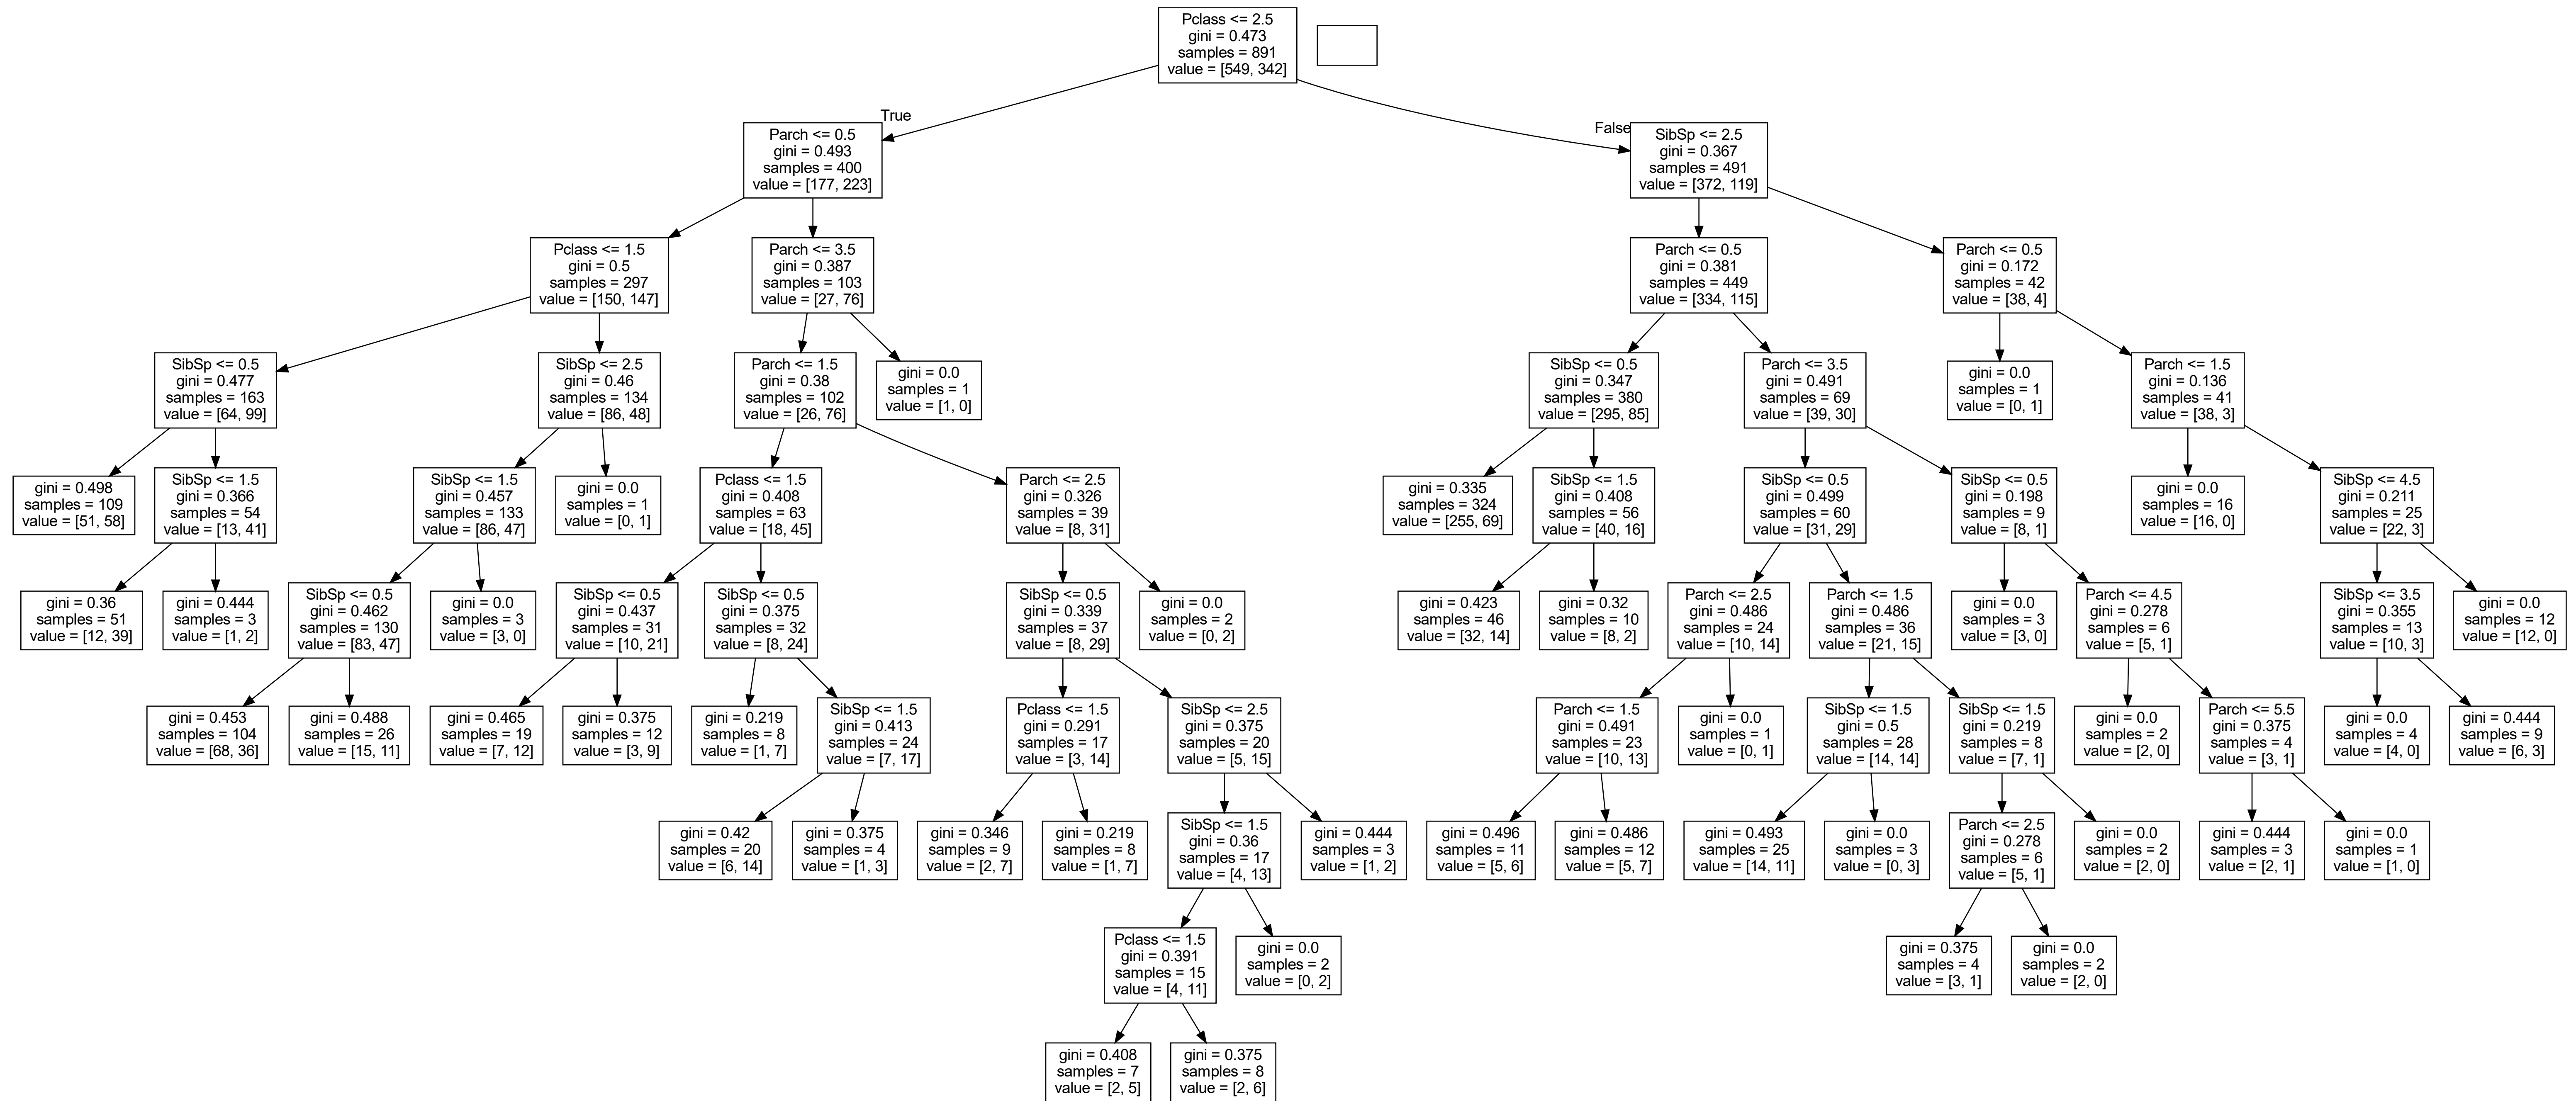 Pclass <= 2.5
gini = 0.473
samples = 891
value = [549, 342]
True
False
Parch <= 0.5
gini = 0.493
samples = 400
value = [177, 223]
SibSp <= 2.5
gini = 0.367
samples = 491
value = [372, 119]
Pclass <= 1.5
gini = 0.5
samples = 297
value = [150, 147]
Parch <= 3.5
gini = 0.387
samples = 103
value = [27, 76]
Parch <= 0.5
gini = 0.381
samples = 449
value = [334, 115]
Parch <= 0.5
gini = 0.172
samples = 42
value = [38, 4]
SibSp <= 0.5
gini = 0.477
samples = 163
value = [64, 99]
SibSp <= 2.5
gini = 0.46
samples = 134
value = [86, 48]
Parch <= 1.5
gini = 0.38
samples = 102
value = [26, 76]
gini = 0.0
samples = 1
value = [1, 0]
SibSp <= 0.5
gini = 0.347
samples = 380
value = [295, 85]
Parch <= 3.5
gini = 0.491
samples = 69
value = [39, 30]
gini = 0.0
samples = 1
value = [0, 1]
Parch <= 1.5
gini = 0.136
samples = 41
value = [38, 3]
gini = 0.498
samples = 109
value = [51, 58]
SibSp <= 1.5
gini = 0.366
samples = 54
value = [13, 41]
SibSp <= 1.5
gini = 0.457
samples = 133
value = [86, 47]
gini = 0.0
samples = 1
value = [0, 1]
Pclass <= 1.5
gini = 0.408
samples = 63
value = [18, 45]
Parch <= 2.5
gini = 0.326
samples = 39
value = [8, 31]
gini = 0.335
samples = 324
value = [255, 69]
SibSp <= 1.5
gini = 0.408
samples = 56
value = [40, 16]
SibSp <= 0.5
gini = 0.499
samples = 60
value = [31, 29]
SibSp <= 0.5
gini = 0.198
samples = 9
value = [8, 1]
gini = 0.0
samples = 16
value = [16, 0]
SibSp <= 4.5
gini = 0.211
samples = 25
value = [22, 3]
gini = 0.36
samples = 51
value = [12, 39]
gini = 0.444
samples = 3
value = [1, 2]
SibSp <= 0.5
gini = 0.462
samples = 130
value = [83, 47]
gini = 0.0
samples = 3
value = [3, 0]
SibSp <= 0.5
gini = 0.437
samples = 31
value = [10, 21]
SibSp <= 0.5
gini = 0.375
samples = 32
value = [8, 24]
SibSp <= 0.5
gini = 0.339
samples = 37
value = [8, 29]
gini = 0.0
samples = 2
value = [0, 2]
gini = 0.423
samples = 46
value = [32, 14]
gini = 0.32
samples = 10
value = [8, 2]
Parch <= 2.5
gini = 0.486
samples = 24
value = [10, 14]
Parch <= 1.5
gini = 0.486
samples = 36
value = [21, 15]
gini = 0.0
samples = 3
value = [3, 0]
Parch <= 4.5
gini = 0.278
samples = 6
value = [5, 1]
SibSp <= 3.5
gini = 0.355
samples = 13
value = [10, 3]
gini = 0.0
samples = 12
value = [12, 0]
gini = 0.453
samples = 104
value = [68, 36]
gini = 0.488
samples = 26
value = [15, 11]
gini = 0.465
samples = 19
value = [7, 12]
gini = 0.375
samples = 12
value = [3, 9]
gini = 0.219
samples = 8
value = [1, 7]
SibSp <= 1.5
gini = 0.413
samples = 24
value = [7, 17]
Pclass <= 1.5
gini = 0.291
samples = 17
value = [3, 14]
SibSp <= 2.5
gini = 0.375
samples = 20
value = [5, 15]
Parch <= 1.5
gini = 0.491
samples = 23
value = [10, 13]
gini = 0.0
samples = 1
value = [0, 1]
SibSp <= 1.5
gini = 0.5
samples = 28
value = [14, 14]
SibSp <= 1.5
gini = 0.219
samples = 8
value = [7, 1]
gini = 0.0
samples = 2
value = [2, 0]
Parch <= 5.5
gini = 0.375
samples = 4
value = [3, 1]
gini = 0.0
samples = 4
value = [4, 0]
gini = 0.444
samples = 9
value = [6, 3]
gini = 0.42
samples = 20
value = [6, 14]
gini = 0.375
samples = 4
value = [1, 3]
gini = 0.346
samples = 9
value = [2, 7]
gini = 0.219
samples = 8
value = [1, 7]
SibSp <= 1.5
gini = 0.36
samples = 17
value = [4, 13]
gini = 0.444
samples = 3
value = [1, 2]
gini = 0.496
samples = 11
value = [5, 6]
gini = 0.486
samples = 12
value = [5, 7]
gini = 0.493
samples = 25
value = [14, 11]
gini = 0.0
samples = 3
value = [0, 3]
Parch <= 2.5
gini = 0.278
samples = 6
value = [5, 1]
gini = 0.0
samples = 2
value = [2, 0]
gini = 0.444
samples = 3
value = [2, 1]
gini = 0.0
samples = 1
value = [1, 0]
Pclass <= 1.5
gini = 0.391
samples = 15
value = [4, 11]
gini = 0.0
samples = 2
value = [0, 2]
gini = 0.375
samples = 4
value = [3, 1]
gini = 0.0
samples = 2
value = [2, 0]
gini = 0.408
samples = 7
value = [2, 5]
gini = 0.375
samples = 8
value = [2, 6]